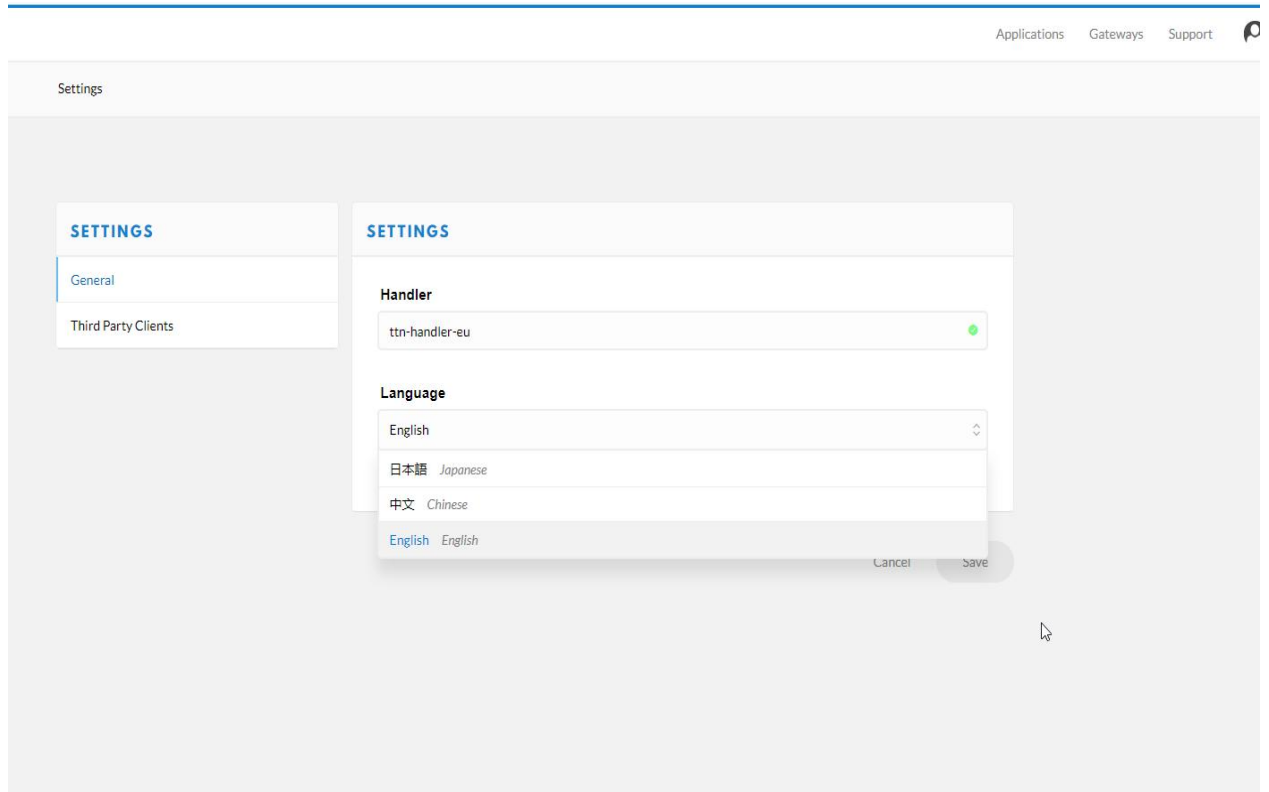 Applications Gateways Support
Settings
SETTINGS
General
Third Party Clients
SETTINGS
Handler
ttn-handler-eu
Language
English
日本語 Japanese
中文 Chinese
English English
Cancel Save